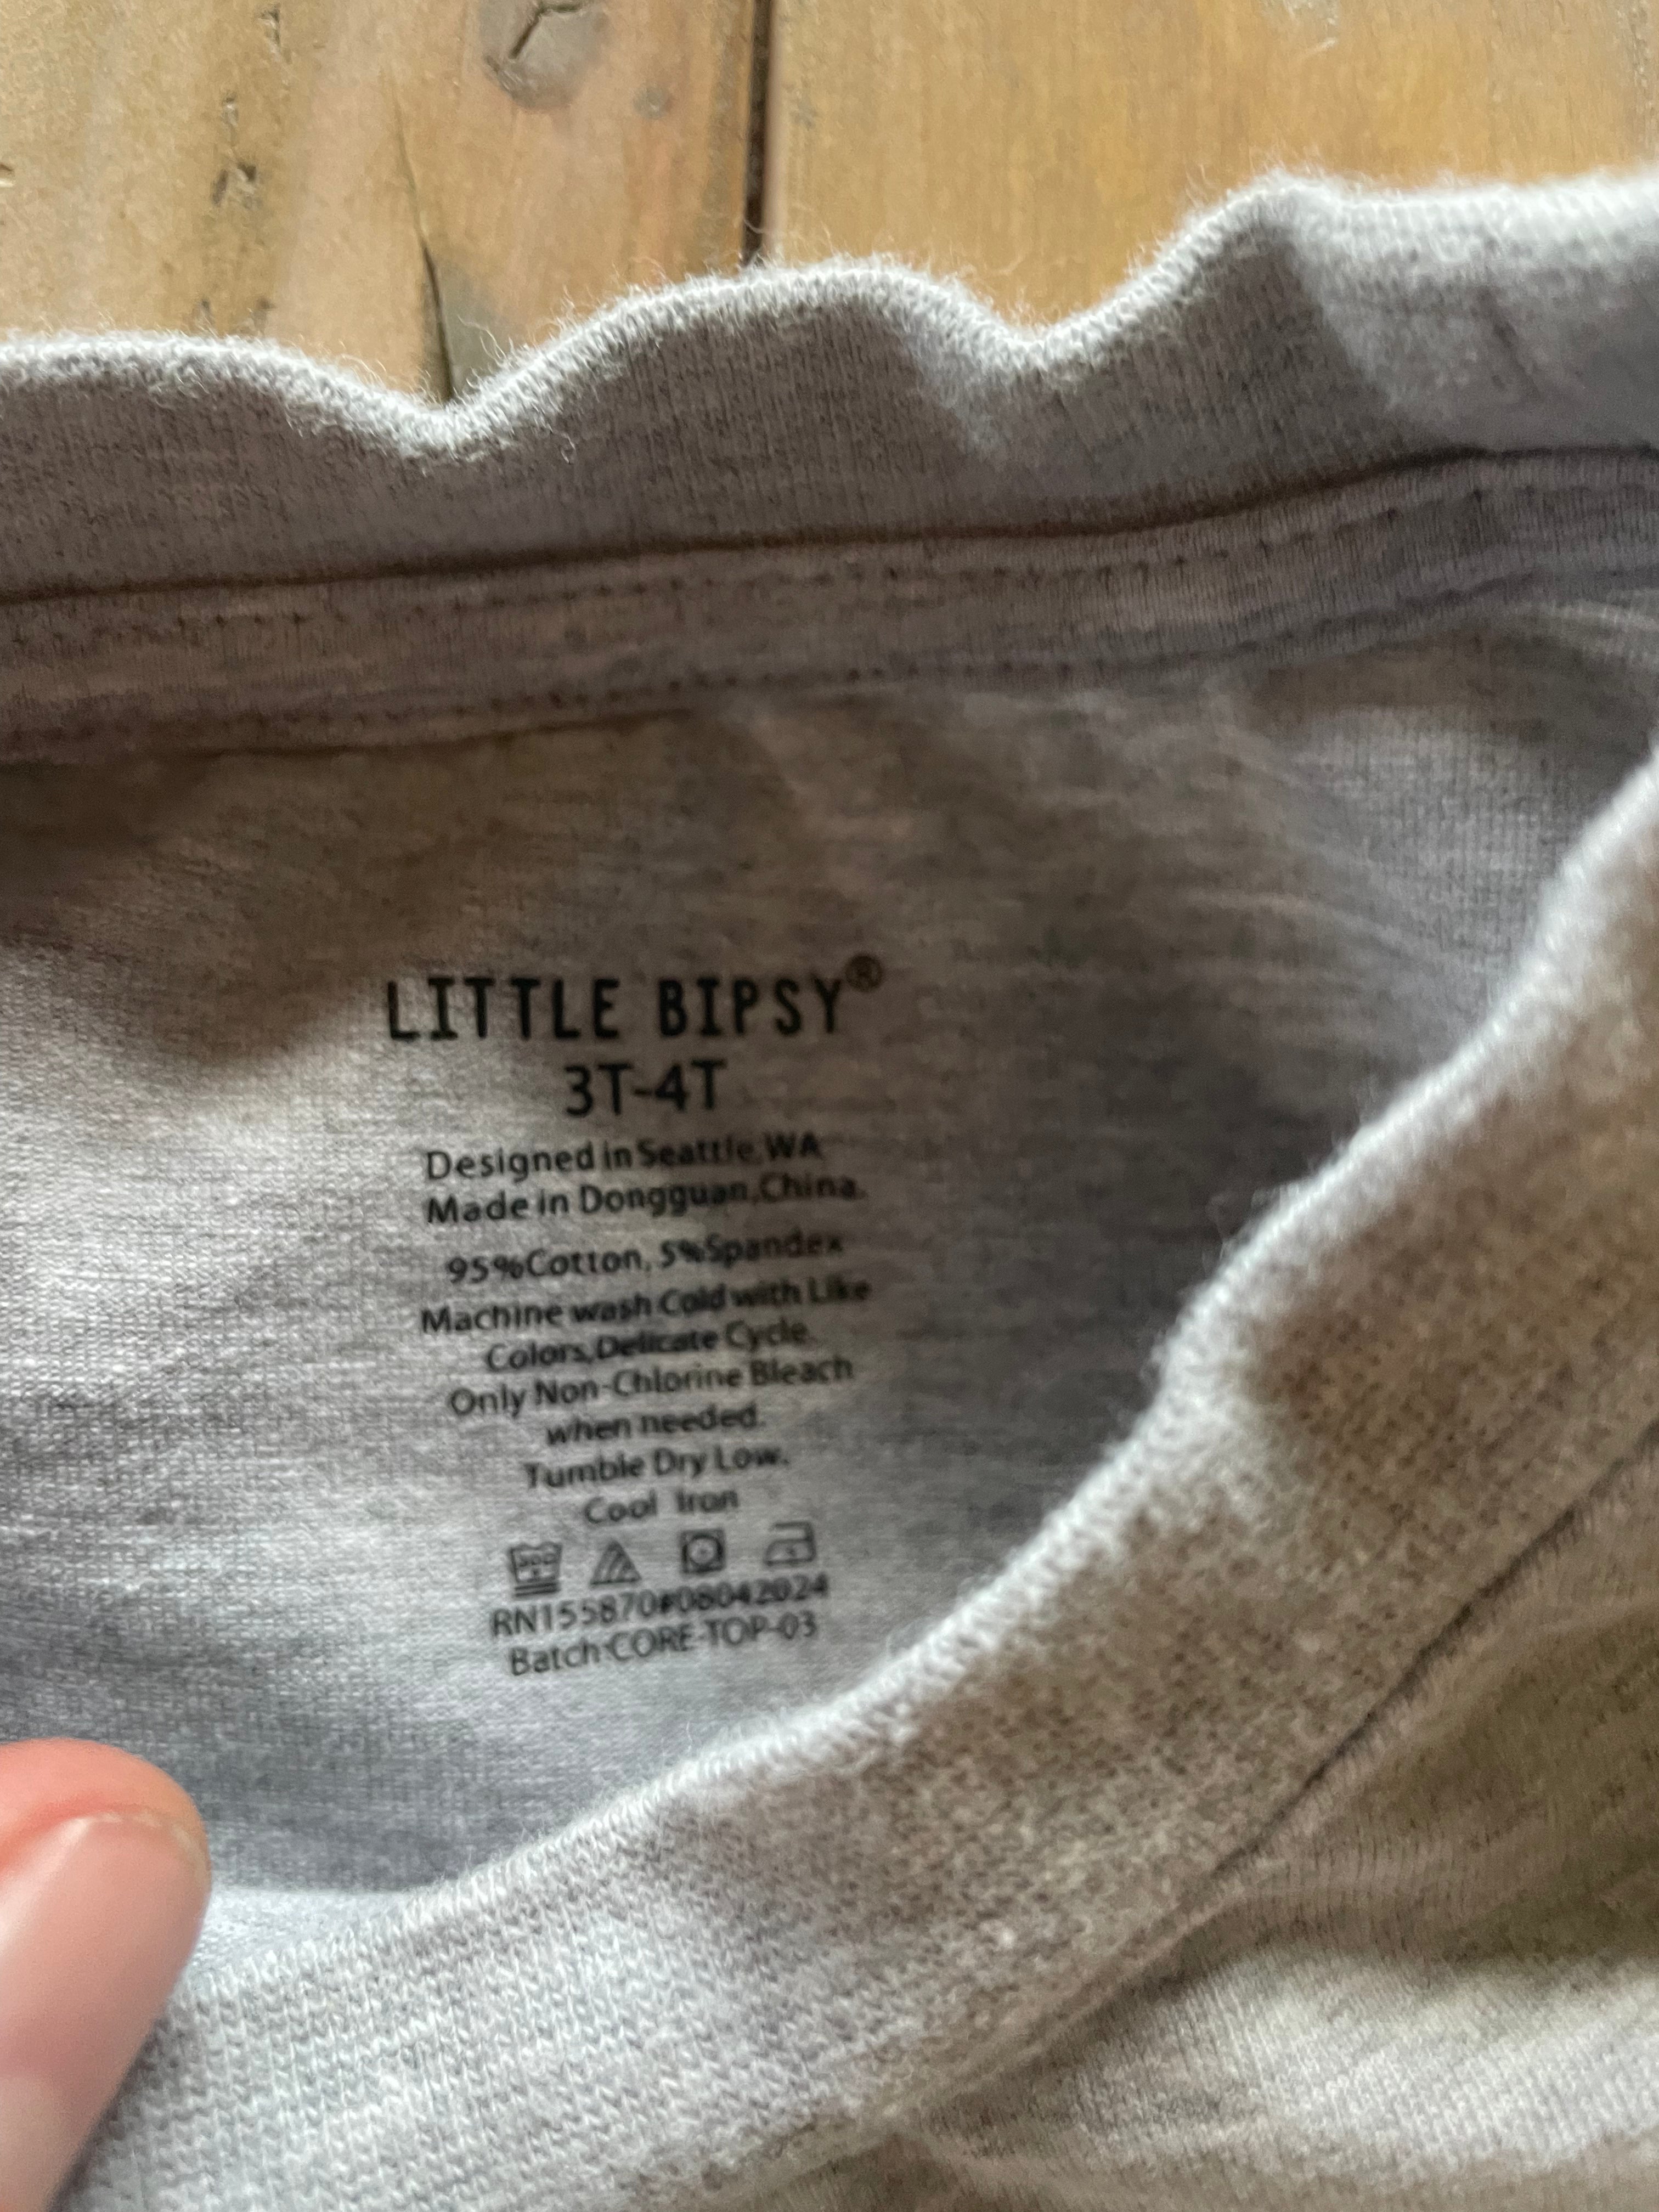 LITTLE BIPSY®
3T-4T
Designed in Seattle,WA
Made in Dongguan,China.
95%Cotton, 5%Spandex
Machine wash Cold with Like
Colors,Delicate Cycle
Only Non-Chlorine Bleach
when needed.
Tumble Dry Low.
Cool Iron
RN155870#08042024
Batch:CORE-TOP-03